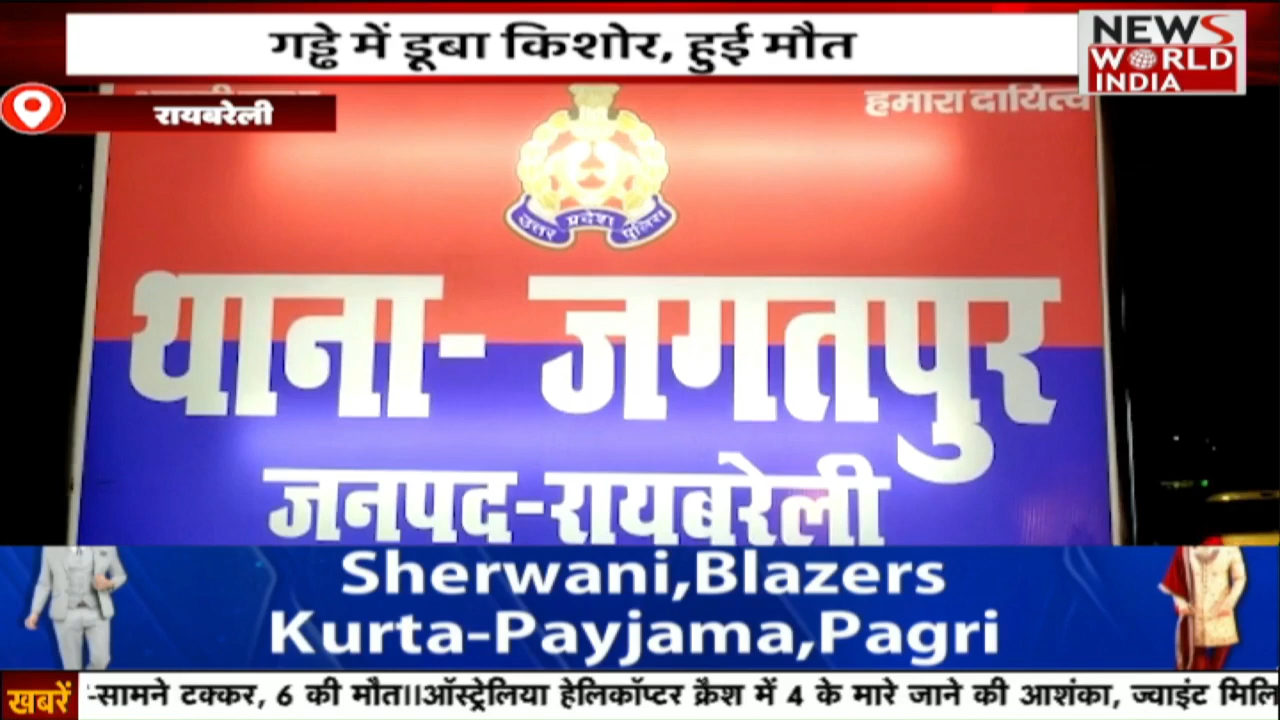 गड्ढे में डूबा किशोर, हुई मौत
NEWS
WORLD
INDIA
रायबरेली
हमारा दायित्व
उत्तर प्रदेश पुलिस
थाना- जगतपुर
जनपद-रायबरेली
Sherwani,Blazers
Kurta-Payjama,Pagri
खबरें
-सामने टक्कर, 6 की मौत।।ऑस्ट्रेलिया हेलिकॉप्टर क्रैश में 4 के मारे जाने की आशंका, ज्वाइंट मिलि